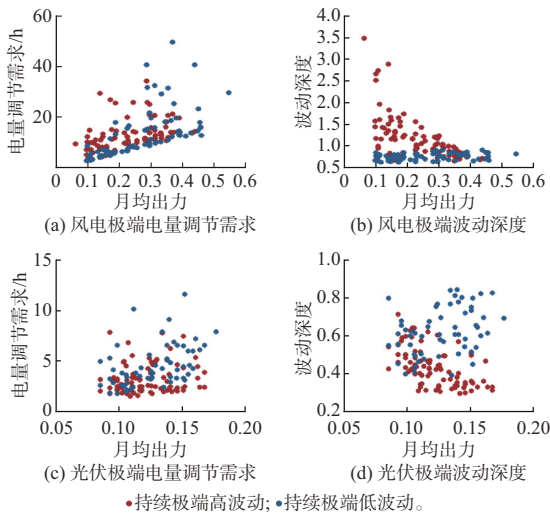 60
40
20
电量调节需求/h
0 0.1 0.2 0.3 0.4 0.5 0.6
月均出力
(a) 风电极端电量调节需求
4.0
3.5
3.0
2.5
2.0
1.5
1.0
0.5
波动深度
0 0.1 0.2 0.3 0.4 0.5 0.6
月均出力
(b) 风电极端波动深度
15
10
5
0
电量调节需求/h
0.05 0.10 0.15 0.20
月均出力
(c) 光伏极端电量调节需求
1.0
0.8
0.6
0.4
0.2
波动深度
0.05 0.10 0.15 0.20
月均出力
(d) 光伏极端波动深度
•持续极端高波动; •持续极端低波动。